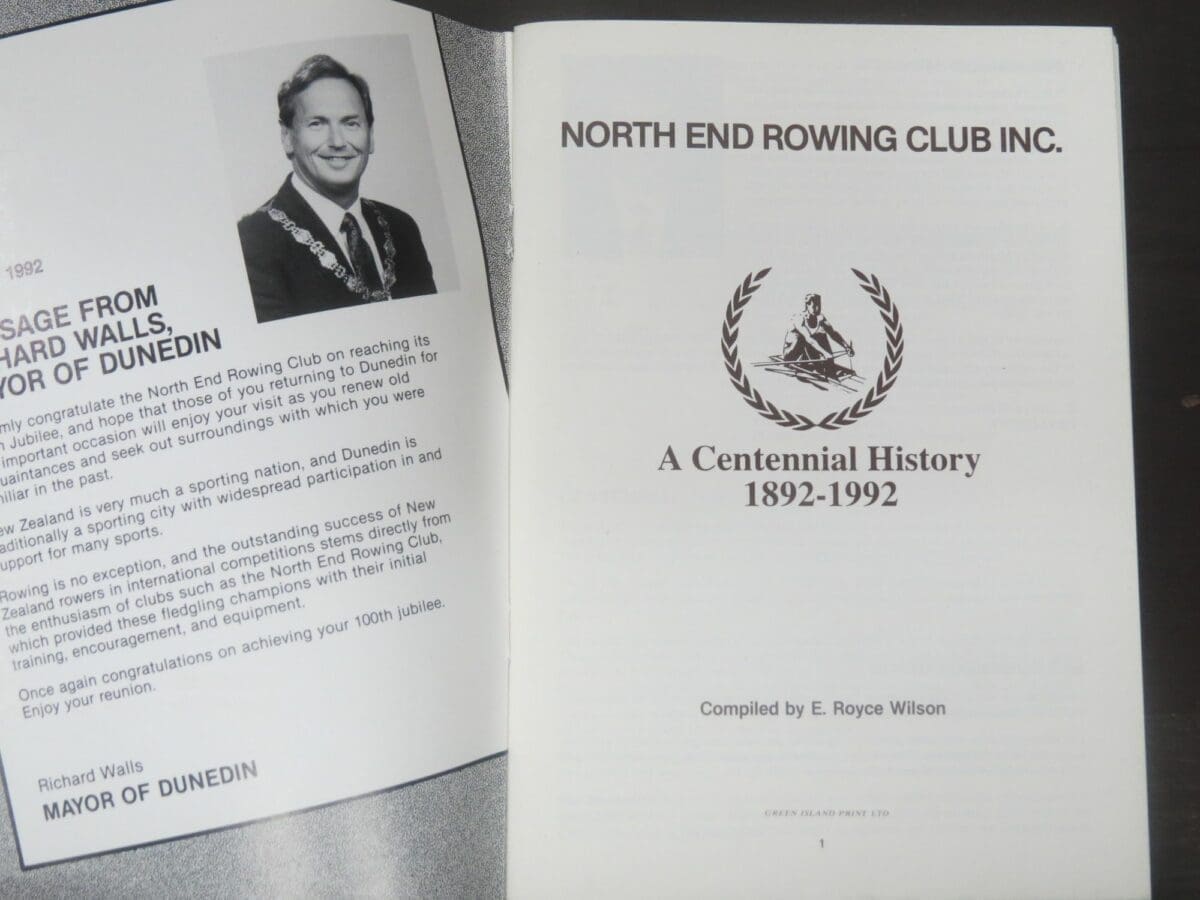 1992
SAGE FROM
HARD WALLS,
YOR OF DUNEDIN
mly congratulate the North End Rowing Club on reaching its
h Jubilee, and hope that those of you returning to Dunedin for
important occasion will enjoy your visit as you renew old
quaintances and seek out surroundings with which you were
miliar in the past.
ew Zealand is very much a sporting nation, and Dunedin is
aditionally a sporting city with widespread participation in and
upport for many sports.
Rowing is no exception, and the outstanding success of New
Zealand rowers in international competitions stems directly from
the enthusiasm of clubs such as the North End Rowing Club,
which provided these fledgling champions with their initial
training, encouragement, and equipment.
Once again congratulations on achieving your 100th jubilee.
Enjoy your reunion.
Richard Walls
MAYOR OF DUNEDIN
NORTH END ROWING CLUB INC.
A Centennial History
1892-1992
Compiled by E. Royce Wilson
GREEN ISLAND PRINT LTD
1